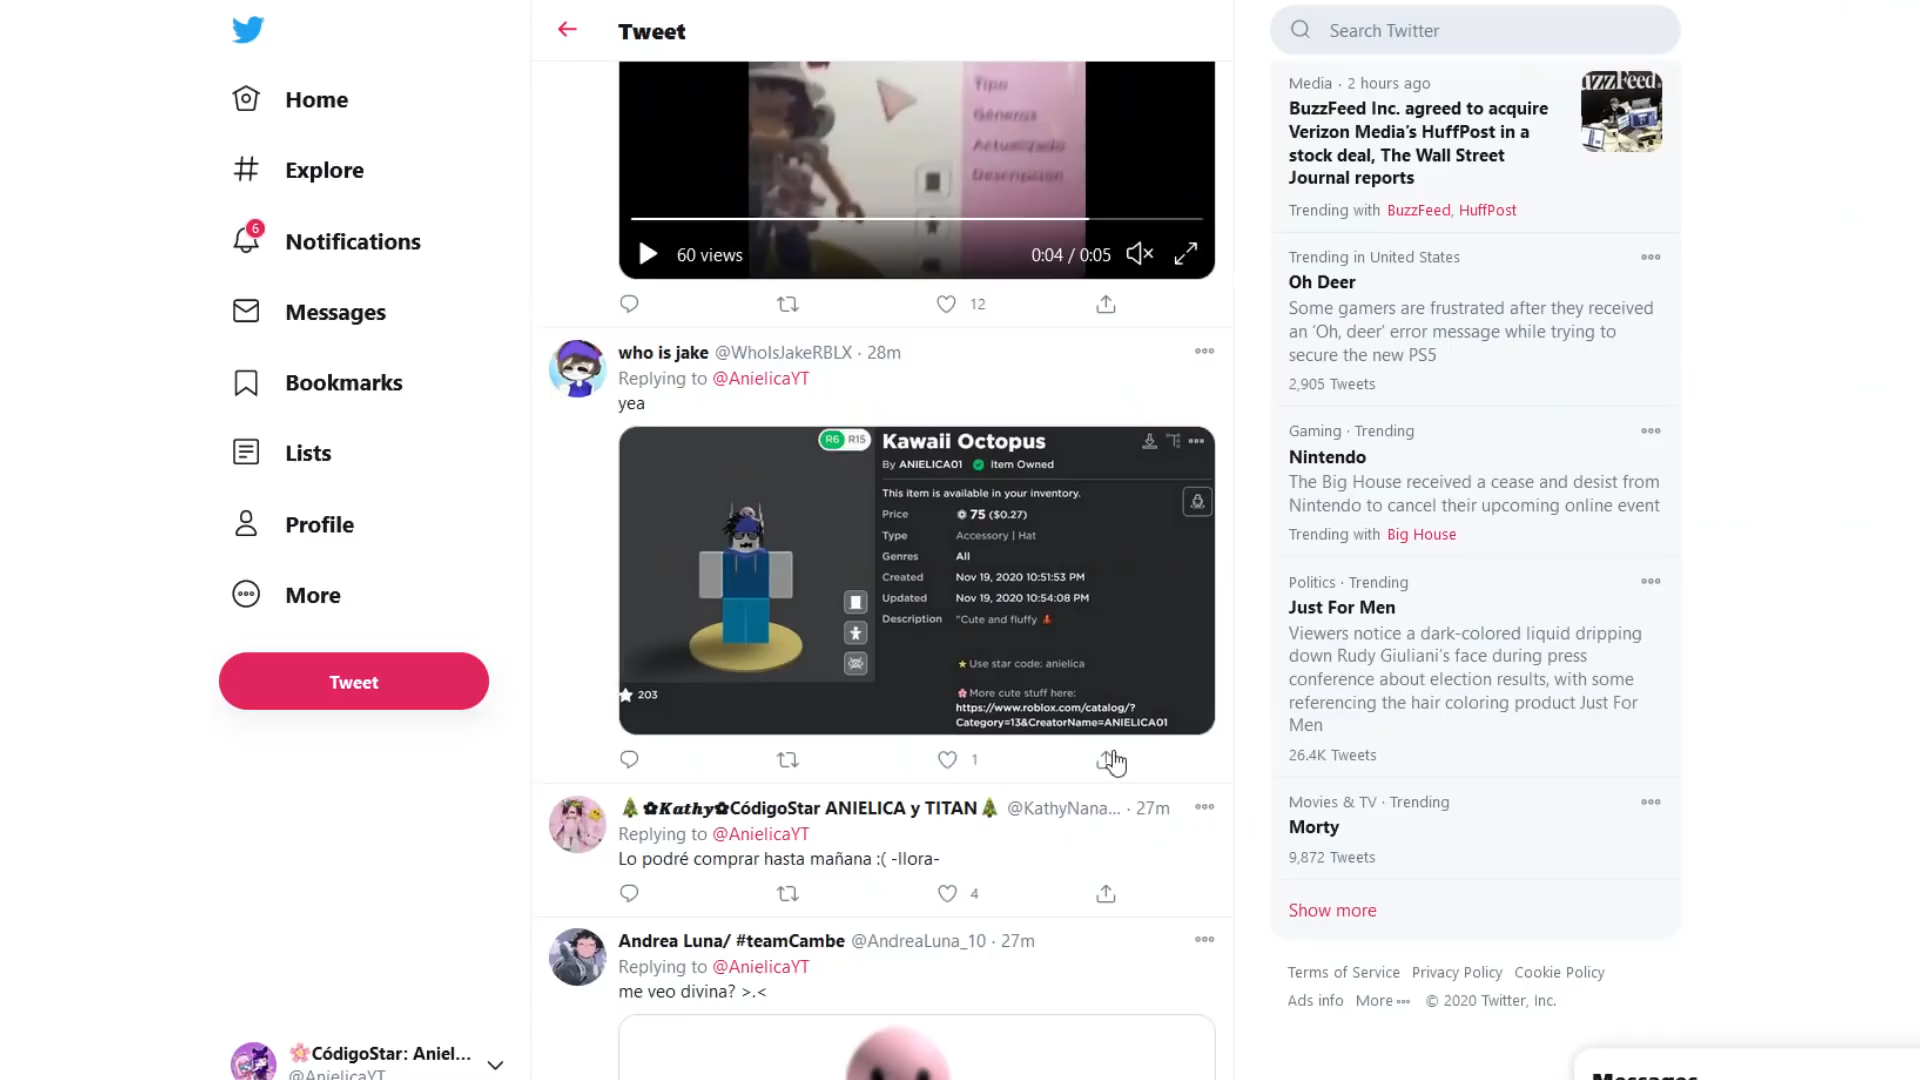 Tweet
Search Twitter
Home
Explore
6
Notifications
Messages
Bookmarks
Lists
Profile
More
Tweet
🌸CódigoStar: Aniel...
@AnielicaYT
Tipo
Géneros
Actualizado
Descripción
60 views
0:04 / 0:05
12
who is jake @WhoIsJakeRBLX · 28m
Replying to @AnielicaYT
yea
R6 R15
Kawaii Octopus
By ANIELICA01 Item Owned
This item is available in your inventory.
Price 75 ($0.27)
Type Accessory | Hat
Genres All
Created Nov 19, 2020 10:51:53 PM
Updated Nov 19, 2020 10:54:08 PM
Description "Cute and fluffy
⭐Use star code: anielica
🌸More cute stuff here:
https://www.roblox.com/catalog/?
Category=13&CreatorName=ANIELICA01
203
1
🎄✿𝑲𝒂𝒕𝒉𝒚✿CódigoStar ANIELICA y TITAN🎄 @KathyNana... · 27m
Replying to @AnielicaYT
Lo podré comprar hasta mañana :( -llora-
4
Andrea Luna/ #teamCambe @AndreaLuna_10 · 27m
Replying to @AnielicaYT
me veo divina? >.<
Media · 2 hours ago
BuzzFeed Inc. agreed to acquire
Verizon Media's HuffPost in a
stock deal, The Wall Street
Journal reports
Trending with BuzzFeed, HuffPost
Trending in United States
Oh Deer
Some gamers are frustrated after they received
an 'Oh, deer' error message while trying to
secure the new PS5
2,905 Tweets
Gaming · Trending
Nintendo
The Big House received a cease and desist from
Nintendo to cancel their upcoming online event
Trending with Big House
Politics · Trending
Just For Men
Viewers notice a dark-colored liquid dripping
down Rudy Giuliani's face during press
conference about election results, with some
referencing the hair coloring product Just For
Men
26.4K Tweets
Movies & TV · Trending
Morty
9,872 Tweets
Show more
Terms of Service Privacy Policy Cookie Policy
Ads info More © 2020 Twitter, Inc.
Messages